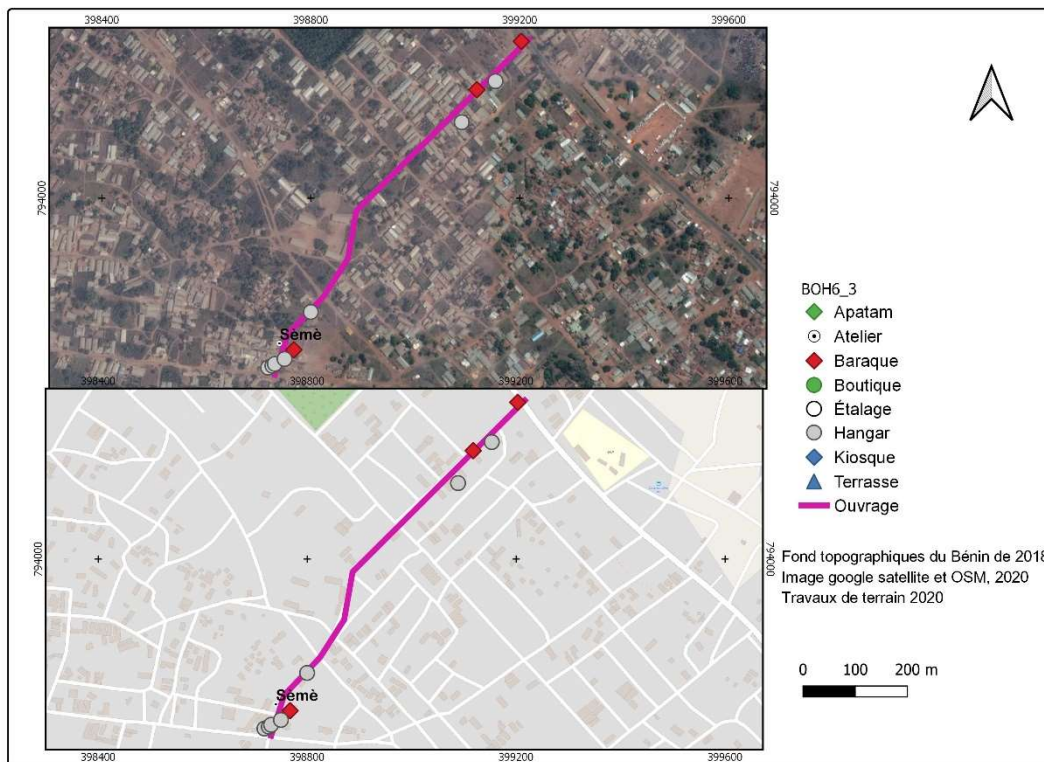 398400 398800 399200 399600
794000 794000
Sèmè
398400 398800 399200 399600
794000 794000
Sèmè
398400 398800 399200 399600
BOH6_3
Apatam
Atelier
Baraque
Boutique
Étalage
Hangar
Kiosque
Terrasse
Ouvrage
Fond topographiques du Bénin de 2018
Image google satellite et OSM, 2020
Travaux de terrain 2020
0 100 200 m